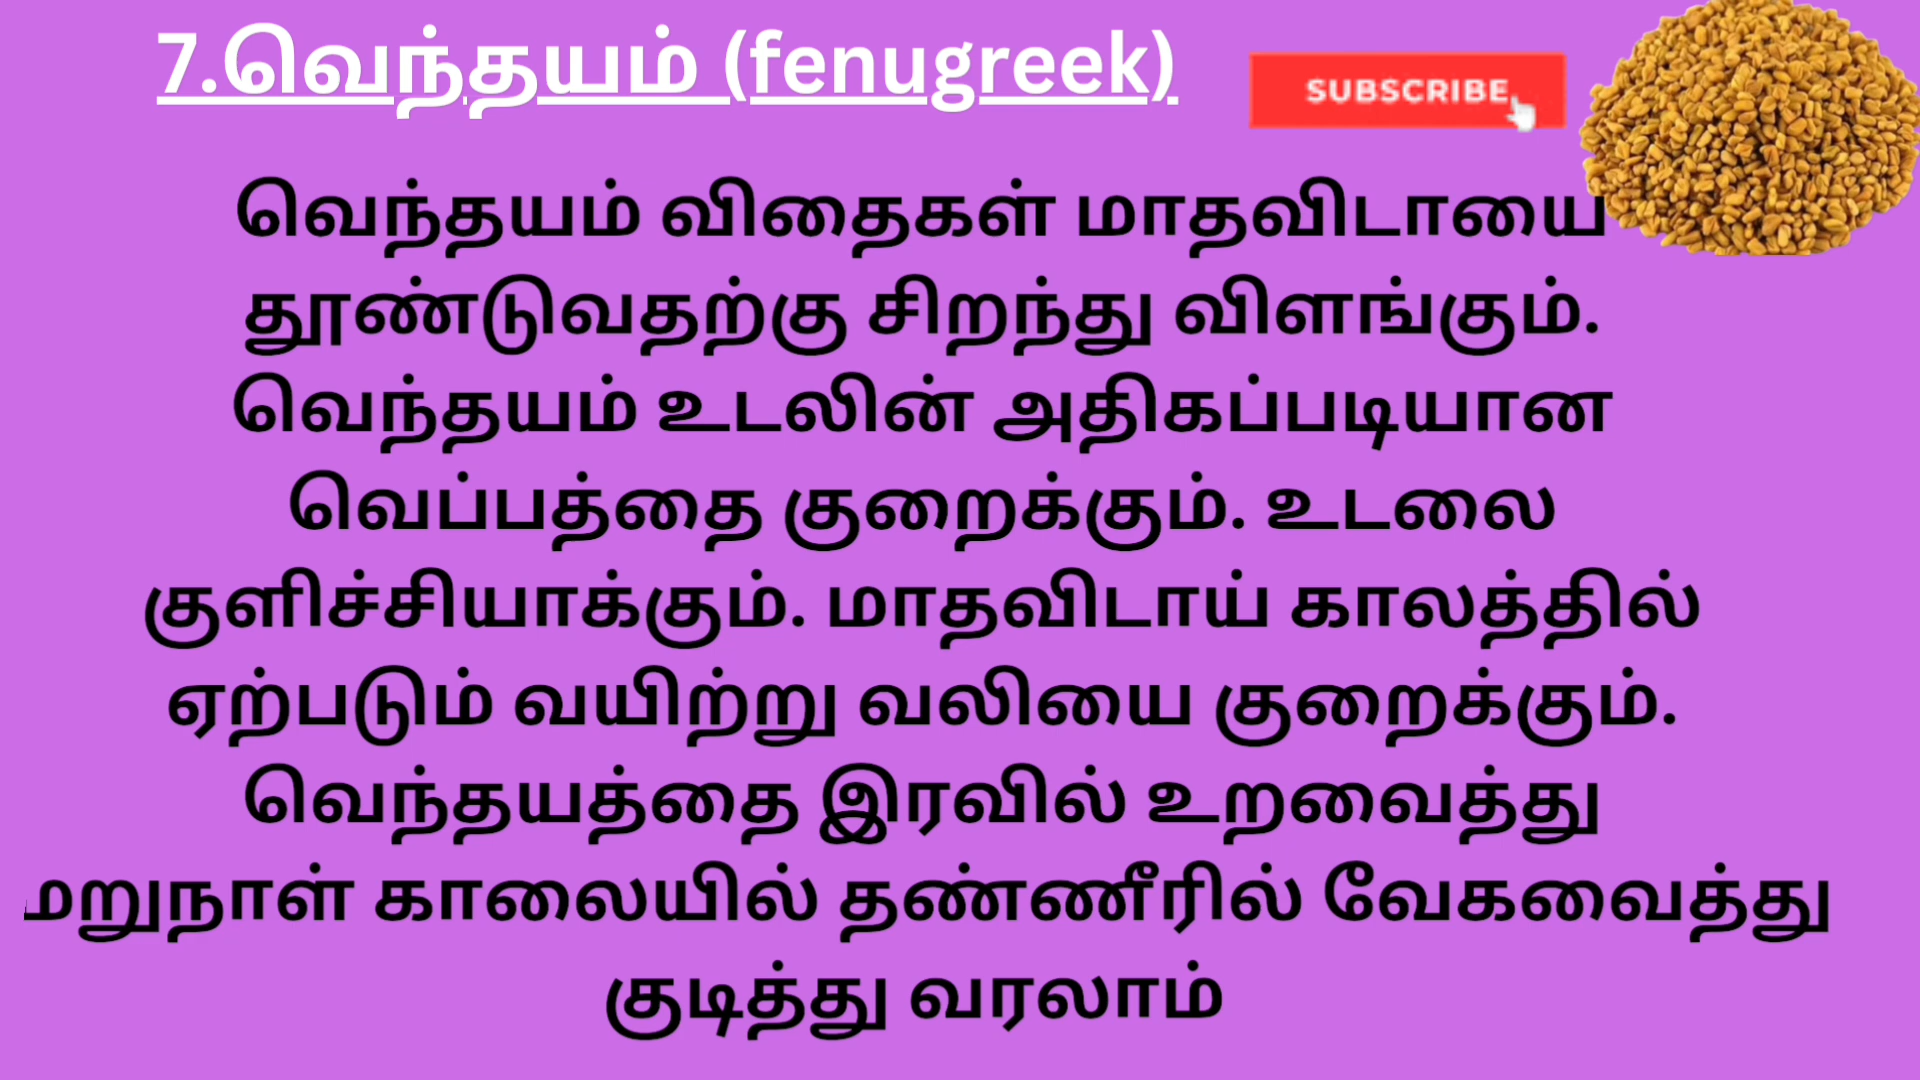 7.வெந்தயம் (fenugreek)
SUBSCRIBE
வெந்தயம் விதைகள் மாதவிடாயை
தூண்டுவதற்கு சிறந்து விளங்கும்.
வெந்தயம் உடலின் அதிகப்படியான
வெப்பத்தை குறைக்கும். உடலை
குளிச்சியாக்கும். மாதவிடாய் காலத்தில்
ஏற்படும் வயிற்று வலியை குறைக்கும்.
வெந்தயத்தை இரவில் உறவைத்து
மறுநாள் காலையில் தண்ணீரில் வேகவைத்து
குடித்து வரலாம்